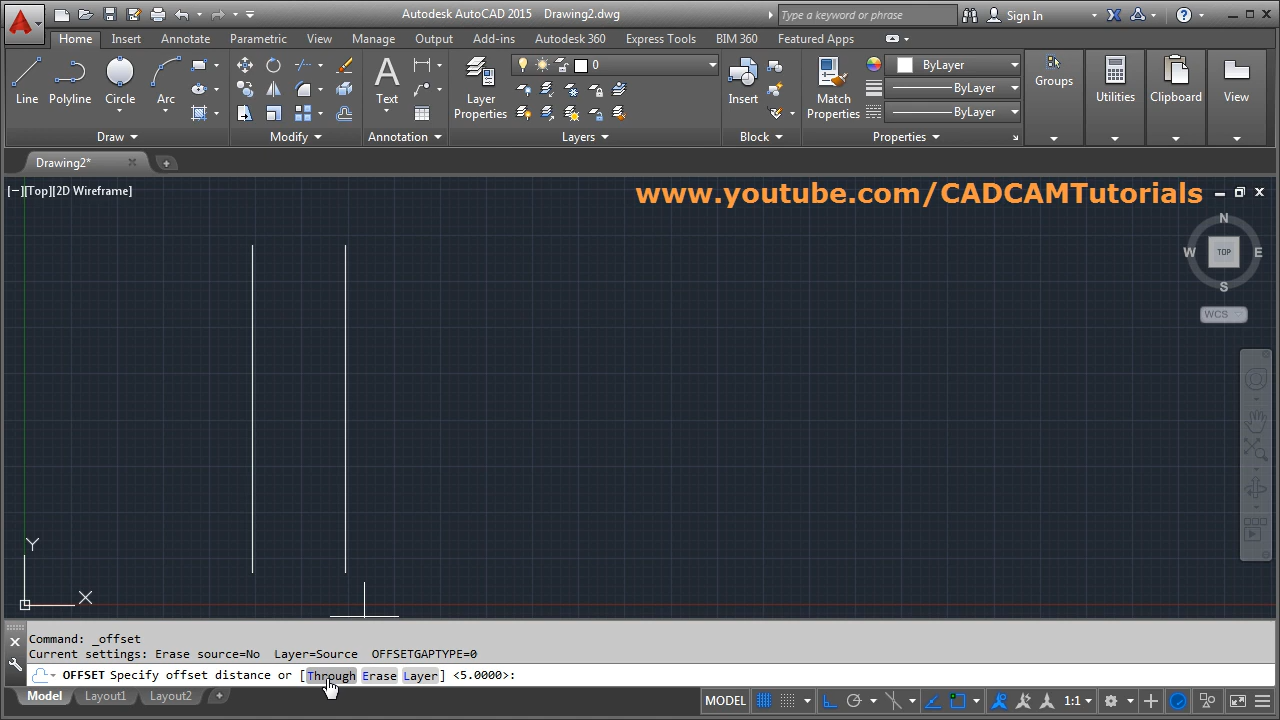 Autodesk AutoCAD 2015 Drawing2.dwg
Type a keyword or phrase
Sign In
Home Insert Annotate Parametric View Manage Output Add-ins Autodesk 360 Express Tools BIM 360 Featured Apps
Line Polyline Circle Arc
Text
Layer Properties
0
Insert
Match Properties
ByLayer
ByLayer
ByLayer
Groups Utilities Clipboard View
Draw Modify Annotation Layers Block Properties
Drawing2*
[−][Top][2D Wireframe]
www.youtube.com/CADCAMTutorials
N
W TOP E
S
WCS
Y
X
Command: _offset
Current settings: Erase source=No Layer=Source OFFSETGAPTYPE=0
OFFSET Specify offset distance or [Through Erase Layer] <5.0000>:
Model Layout1 Layout2 +
MODEL 1:1